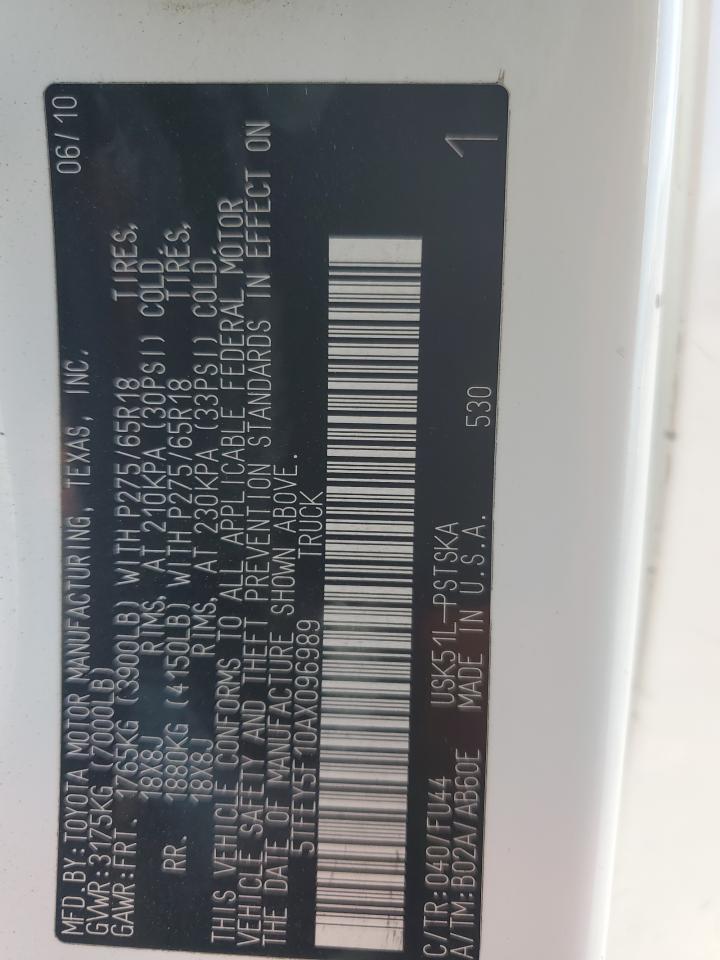 MFD.BY:TOYOTA MOTOR MANUFACTURING, TEXAS, INC. 06/10
GVWR:3175KG (7000LB)
GAWR:FRT. 1765KG (3900LB) WITH P275/65R18 TIRES,
18X8J RIMS, AT 210KPA (30PSI) COLD
RR. 1880KG (4150LB) WITH P275/65R18 TIRES,
18X8J RIMS, AT 230KPA (33PSI) COLD
THIS VEHICLE CONFORMS TO ALL APPLICABLE FEDERAL MOTOR
VEHICLE SAFETY AND THEFT PREVENTION STANDARDS IN EFFECT ON
THE DATE OF MANUFACTURE SHOWN ABOVE.
5TFEY5F10AX096989 TRUCK
C/TR:040/FU44 USK51L-PSTSKA
A/TM:B02A/AB60E MADE IN U.S.A. 530 1